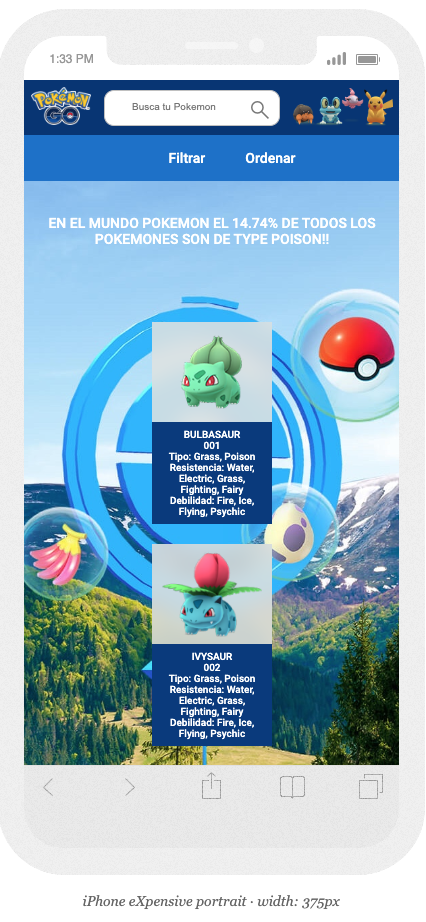 1:33 PM
POKÉMON
GO
Busca tu Pokemon
Filtrar
Ordenar
EN EL MUNDO POKEMON EL 14.74% DE TODOS LOS
POKEMONES SON DE TYPE POISON!!
BULBASAUR
001
Tipo: Grass, Poison
Resistencia: Water,
Electric, Grass,
Fighting, Fairy
Debilidad: Fire, Ice,
Flying, Psychic
IVYSAUR
002
Tipo: Grass, Poison
Resistencia: Water,
Electric, Grass,
Fighting, Fairy
Debilidad: Fire, Ice,
Flying, Psychic
iPhone eXpensive portrait · width: 375px